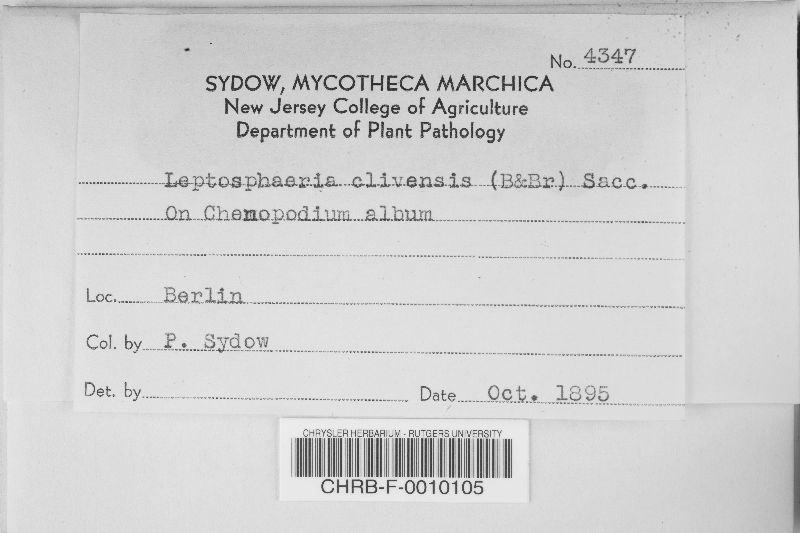 No. 4347
SYDOW, MYCOTHECA MARCHICA
New Jersey College of Agriculture
Department of Plant Pathology
Leptosphaeria clivensis (B&Br) Sacc.
On Chenopodium album
Loc. Berlin
Col. by P. Sydow
Det. by
Date Oct. 1895
CHRYSLER HERBARIUM - RUTGERS UNIVERSITY
CHRB-F-0010105